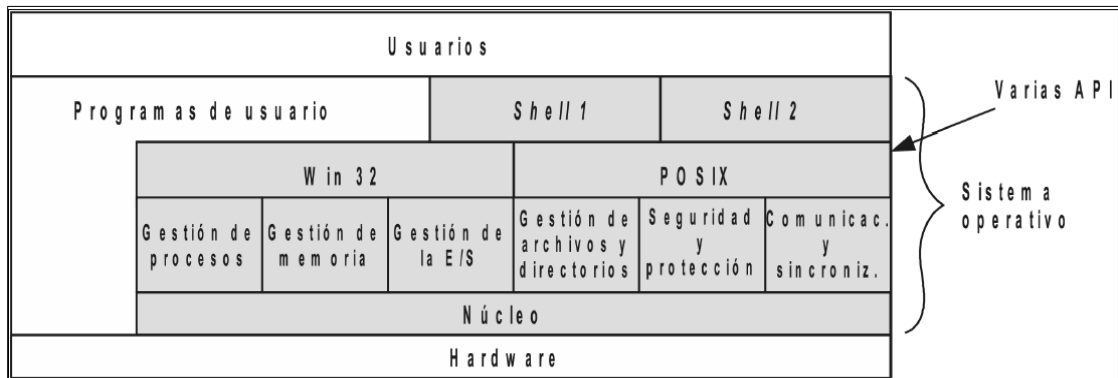 Usuarios
Programas de usuario
Shell 1
Shell 2
Varias API
Win 32
POSIX
Sistema
operativo
Gestión de
procesos
Gestión de
memoria
Gestión de
la E/S
Gestión de
archivos y
directorios
Seguridad
y
protección
Comunicac.
y
sincroniz.
Núcleo
Hardware